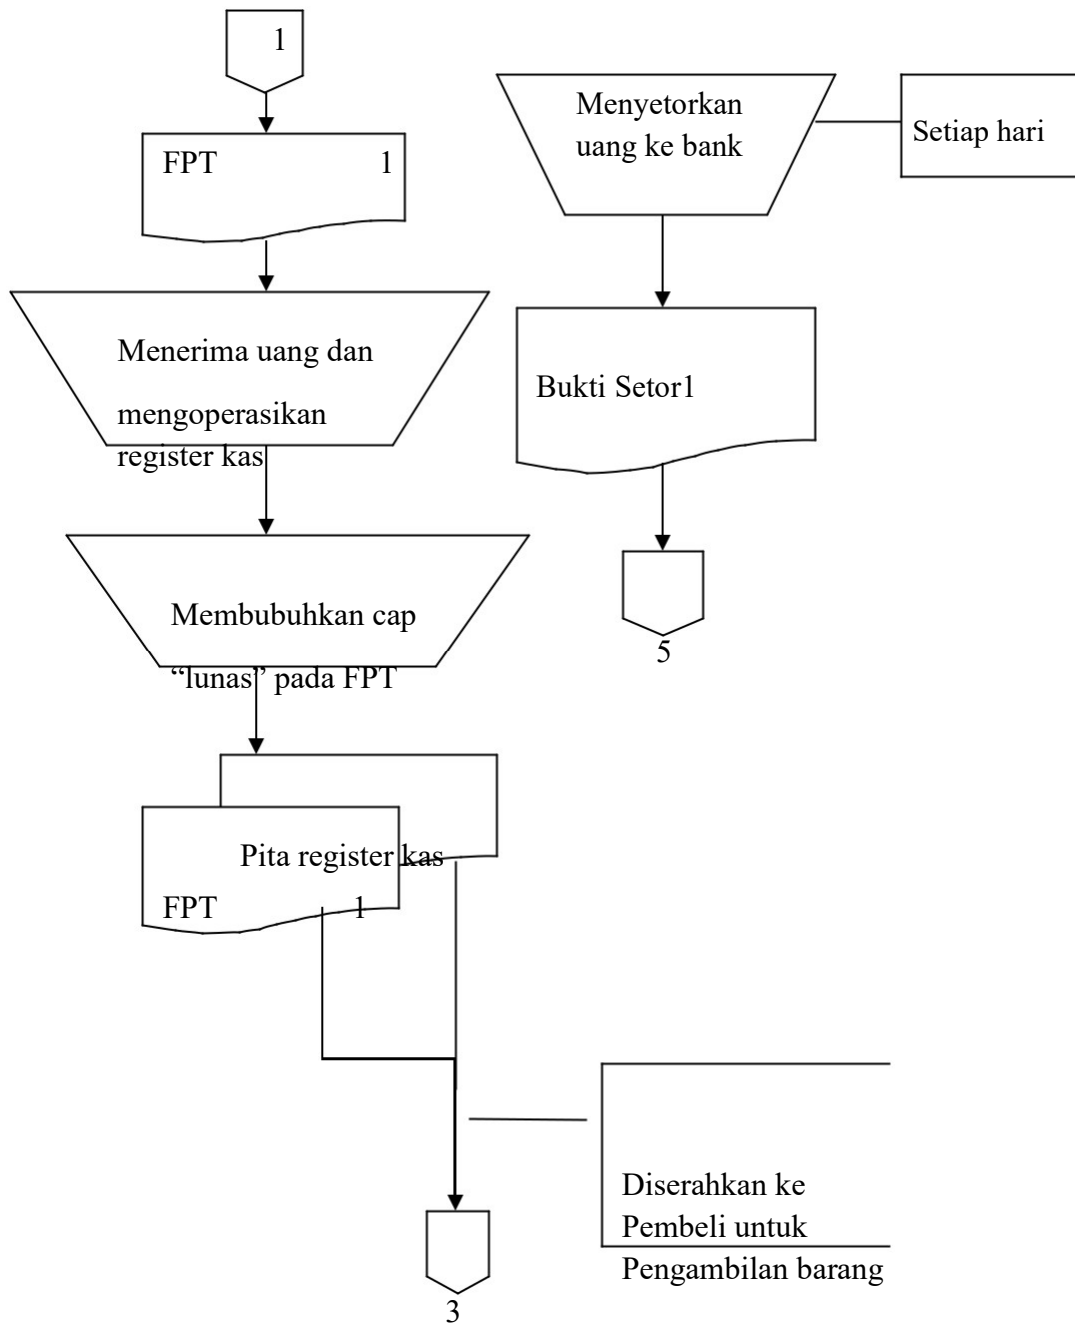 1
FPT 1
Menerima uang dan
mengoperasikan
register kas
Membubuhkan cap
“lunas” pada FPT
Pita register kas
FPT 1
Diserahkan ke
Pembeli untuk
Pengambilan barang
3
Menyetorkan
uang ke bank
Setiap hari
Bukti Setor1
5